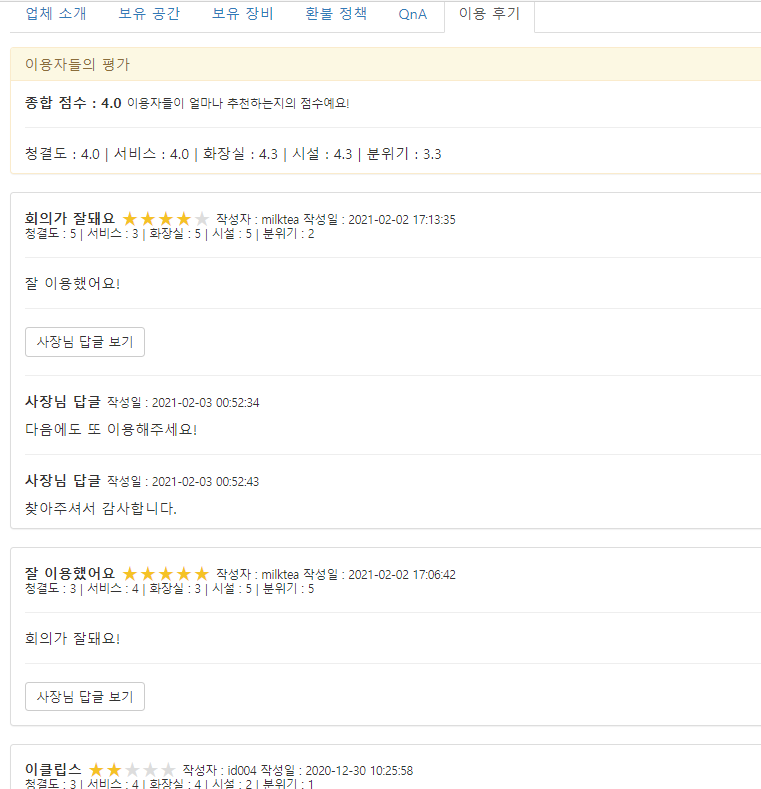 업체 소개 보유 공간 보유 장비 환불 정책 QnA 이용 후기
이용자들의 평가
종합 점수 : 4.0 이용자들이 얼마나 추천하는지의 점수예요!
청결도 : 4.0 | 서비스 : 4.0 | 화장실 : 4.3 | 시설 : 4.3 | 분위기 : 3.3
회의가 잘돼요 ★★★★★ 작성자 : milktea 작성일 : 2021-02-02 17:13:35
청결도 : 5 | 서비스 : 3 | 화장실 : 5 | 시설 : 5 | 분위기 : 2
잘 이용했어요!
사장님 답글 보기
사장님 답글 작성일 : 2021-02-03 00:52:34
다음에도 또 이용해주세요!
사장님 답글 작성일 : 2021-02-03 00:52:43
찾아주셔서 감사합니다.
잘 이용했어요 ★★★★★ 작성자 : milktea 작성일 : 2021-02-02 17:06:42
청결도 : 3 | 서비스 : 4 | 화장실 : 3 | 시설 : 5 | 분위기 : 5
회의가 잘돼요!
사장님 답글 보기
이클립스 ★★★★★ 작성자 : id004 작성일 : 2020-12-30 10:25:58
청결도 : 3 | 서비스 : 4 | 화장실 : 4 | 시설 : 2 | 분위기 : 1